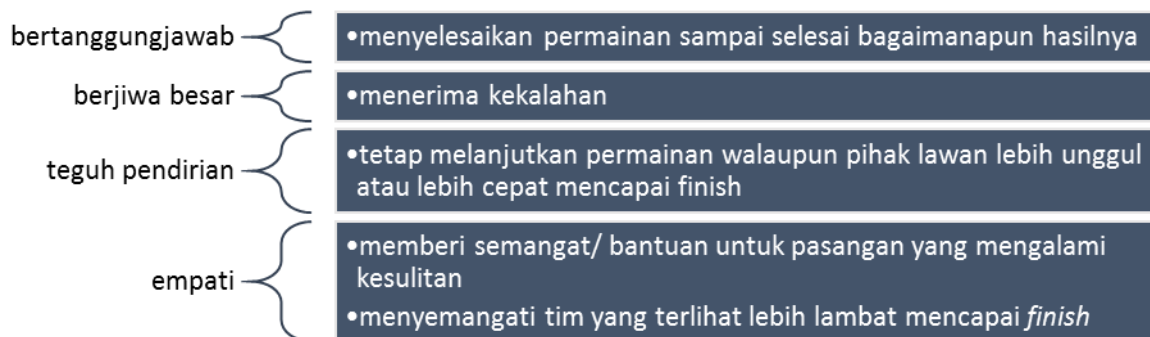 bertanggungjawab
•menyelesaikan permainan sampai selesai bagaimanapun hasilnya
berjiwa besar
•menerima kekalahan
teguh pendirian
•tetap melanjutkan permainan walaupun pihak lawan lebih unggul
atau lebih cepat mencapai finish
empati
•memberi semangat/ bantuan untuk pasangan yang mengalami
kesulitan
•menyemangati tim yang terlihat lebih lambat mencapai finish